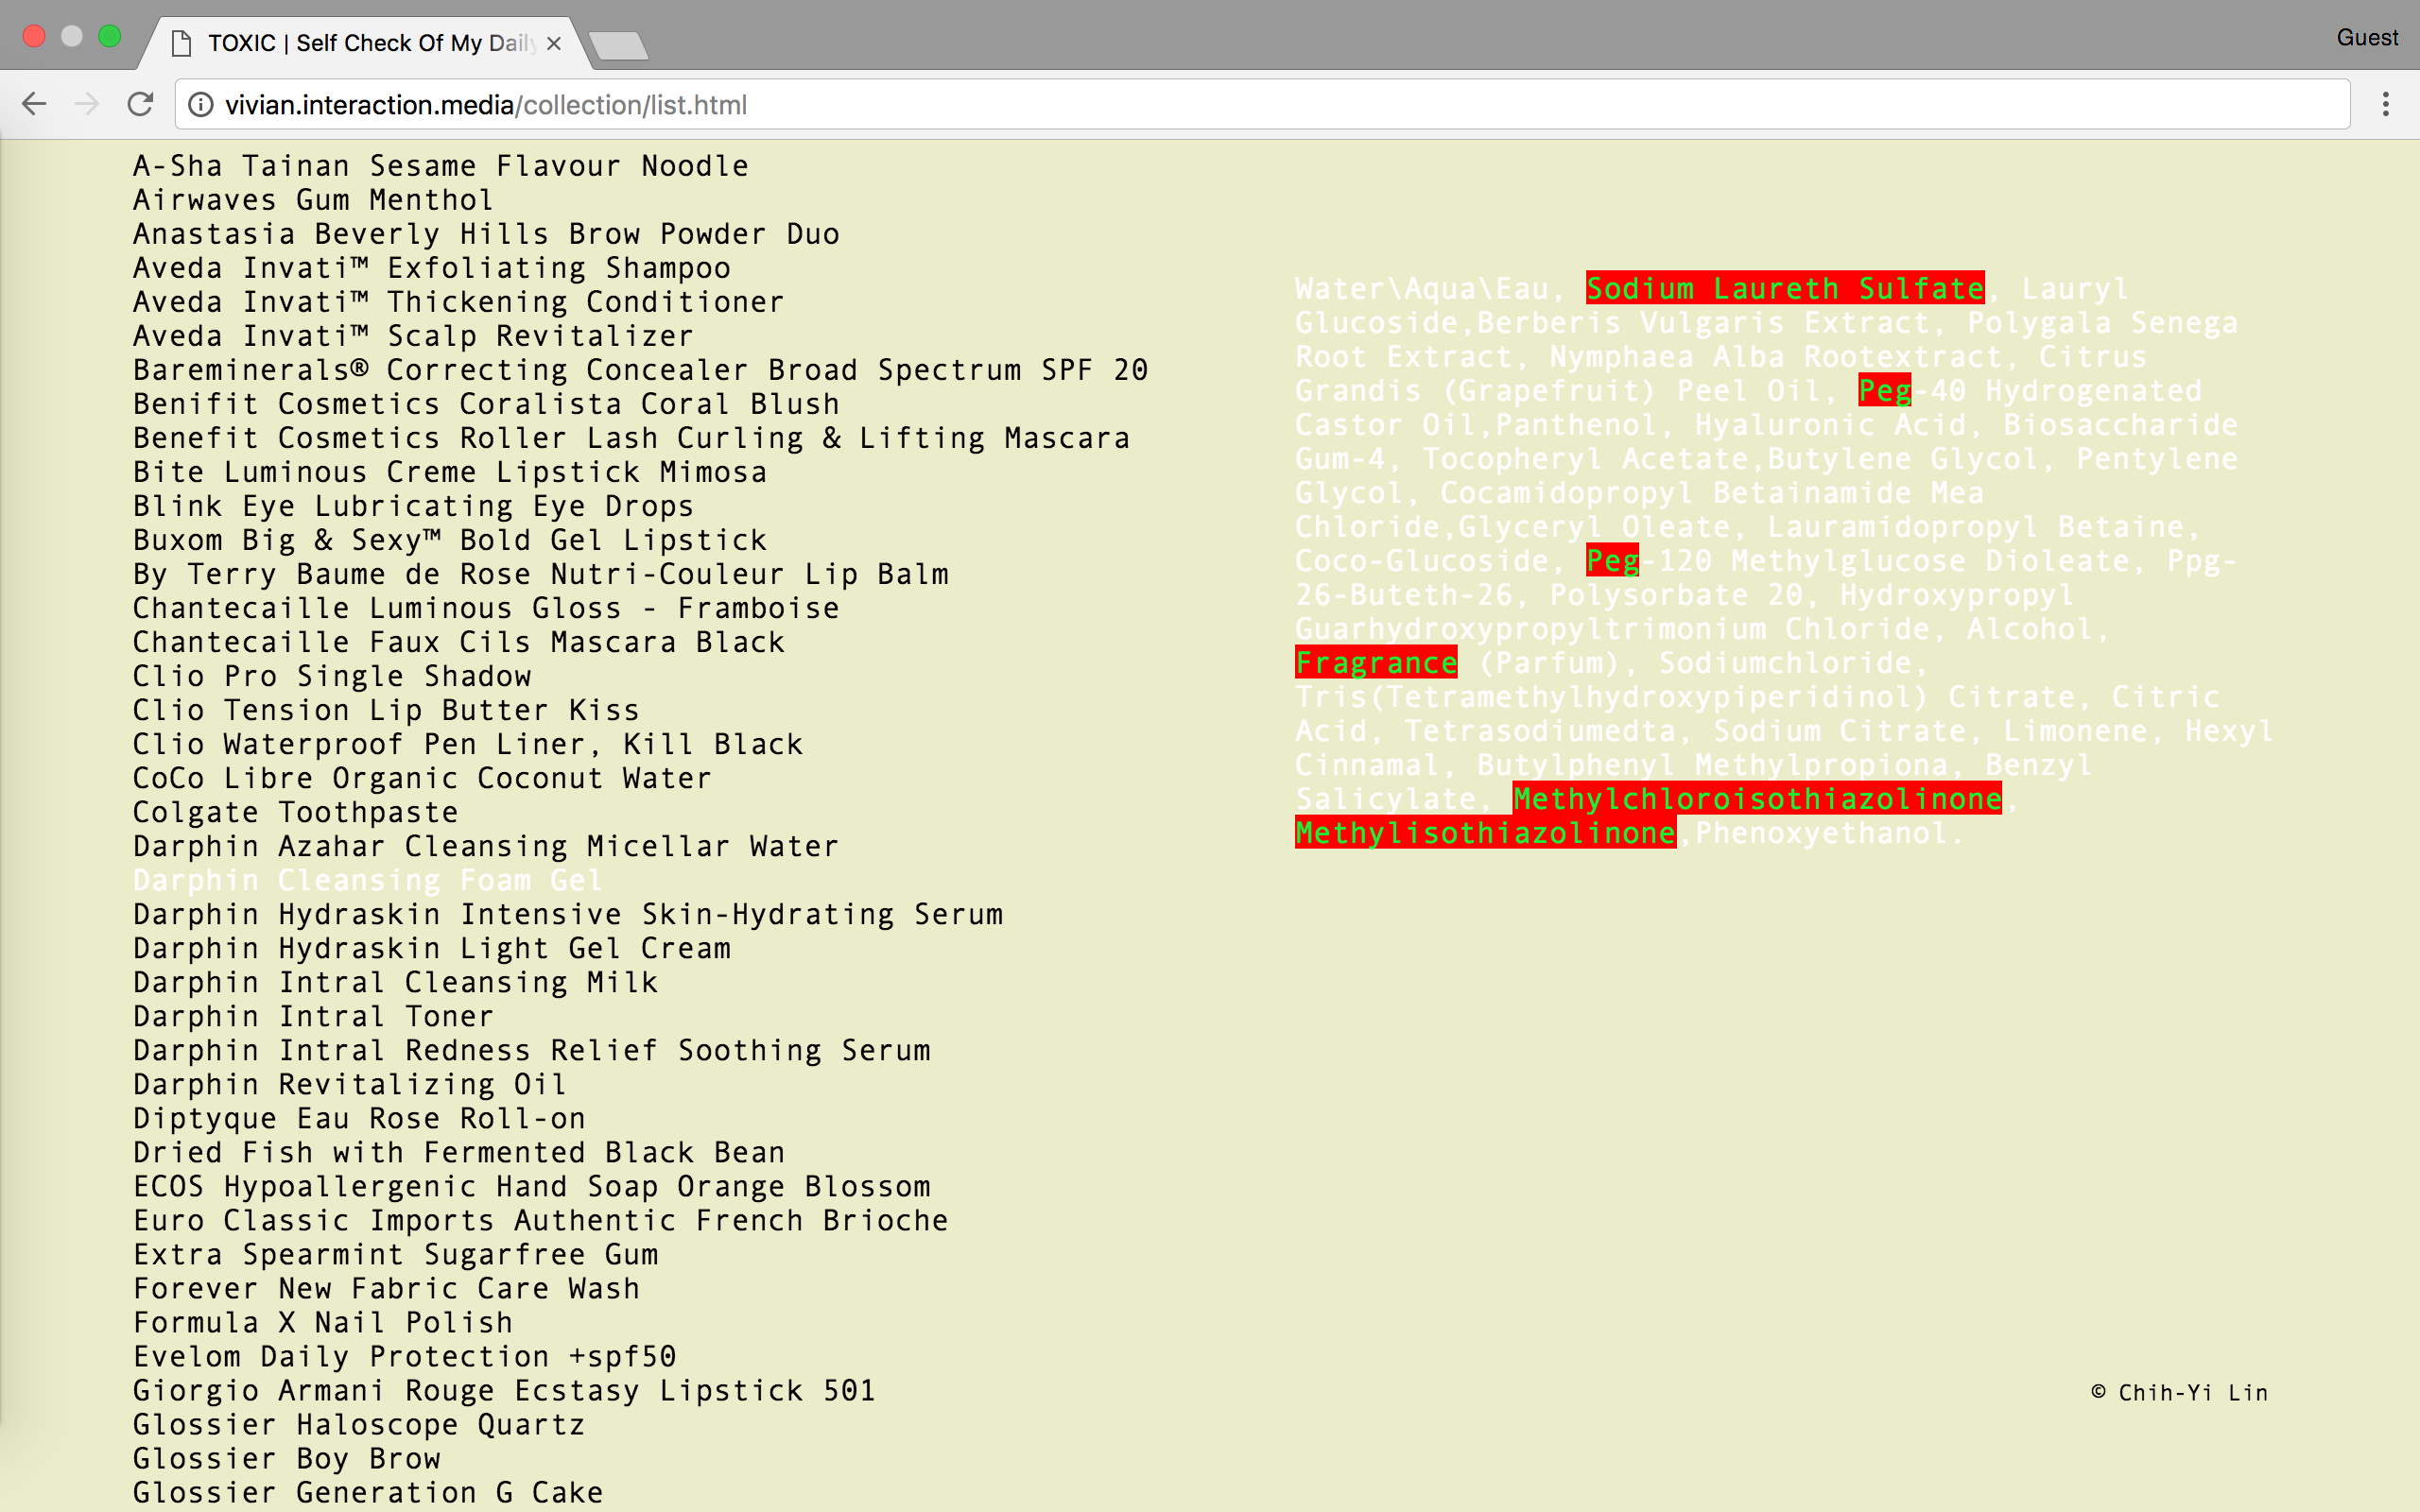 TOXIC | Self Check Of My Daily
Guest
vivian.interaction.media/collection/list.html
A-Sha Tainan Sesame Flavour Noodle
Airwaves Gum Menthol
Anastasia Beverly Hills Brow Powder Duo
Aveda Invati™ Exfoliating Shampoo
Aveda Invati™ Thickening Conditioner
Aveda Invati™ Scalp Revitalizer
Bareminerals® Correcting Concealer Broad Spectrum SPF 20
Benifit Cosmetics Coralista Coral Blush
Benefit Cosmetics Roller Lash Curling & Lifting Mascara
Bite Luminous Creme Lipstick Mimosa
Blink Eye Lubricating Eye Drops
Buxom Big & Sexy™ Bold Gel Lipstick
By Terry Baume de Rose Nutri-Couleur Lip Balm
Chantecaille Luminous Gloss - Framboise
Chantecaille Faux Cils Mascara Black
Clio Pro Single Shadow
Clio Tension Lip Butter Kiss
Clio Waterproof Pen Liner, Kill Black
CoCo Libre Organic Coconut Water
Colgate Toothpaste
Darphin Azahar Cleansing Micellar Water
Darphin Cleansing Foam Gel
Darphin Hydraskin Intensive Skin-Hydrating Serum
Darphin Hydraskin Light Gel Cream
Darphin Intral Cleansing Milk
Darphin Intral Toner
Darphin Intral Redness Relief Soothing Serum
Darphin Revitalizing Oil
Diptyque Eau Rose Roll-on
Dried Fish with Fermented Black Bean
ECOS Hypoallergenic Hand Soap Orange Blossom
Euro Classic Imports Authentic French Brioche
Extra Spearmint Sugarfree Gum
Forever New Fabric Care Wash
Formula X Nail Polish
Evelom Daily Protection +spf50
Giorgio Armani Rouge Ecstasy Lipstick 501
Glossier Haloscope Quartz
Glossier Boy Brow
Glossier Generation G Cake
Water\Aqua\Eau, Sodium Laureth Sulfate, Lauryl
Glucoside,Berberis Vulgaris Extract, Polygala Senega
Root Extract, Nymphaea Alba Rootextract, Citrus
Grandis (Grapefruit) Peel Oil, Peg-40 Hydrogenated
Castor Oil,Panthenol, Hyaluronic Acid, Biosaccharide
Gum-4, Tocopheryl Acetate,Butylene Glycol, Pentylene
Glycol, Cocamidopropyl Betainamide Mea
Chloride,Glyceryl Oleate, Lauramidopropyl Betaine,
Coco-Glucoside, Peg-120 Methylglucose Dioleate, Ppg-
26-Buteth-26, Polysorbate 20, Hydroxypropyl
Guarhydroxypropyltrimonium Chloride, Alcohol,
Fragrance (Parfum), Sodiumchloride,
Tris(Tetramethylhydroxypiperidinol) Citrate, Citric
Acid, Tetrasodiumedta, Sodium Citrate, Limonene, Hexyl
Cinnamal, Butylphenyl Methylpropiona, Benzyl
Salicylate, Methylchloroisothiazolinone,
Methylisothiazolinone,Phenoxyethanol.
© Chih-Yi Lin